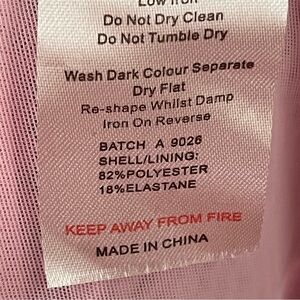 Low Iron
Do Not Dry Clean
Do Not Tumble Dry
Wash Dark Colour Separate
Dry Flat
Re-shape Whilst Damp
Iron On Reverse
BATCH A 9026
SHELL/LINING:
82%POLYESTER
18%ELASTANE
KEEP AWAY FROM FIRE
MADE IN CHINA